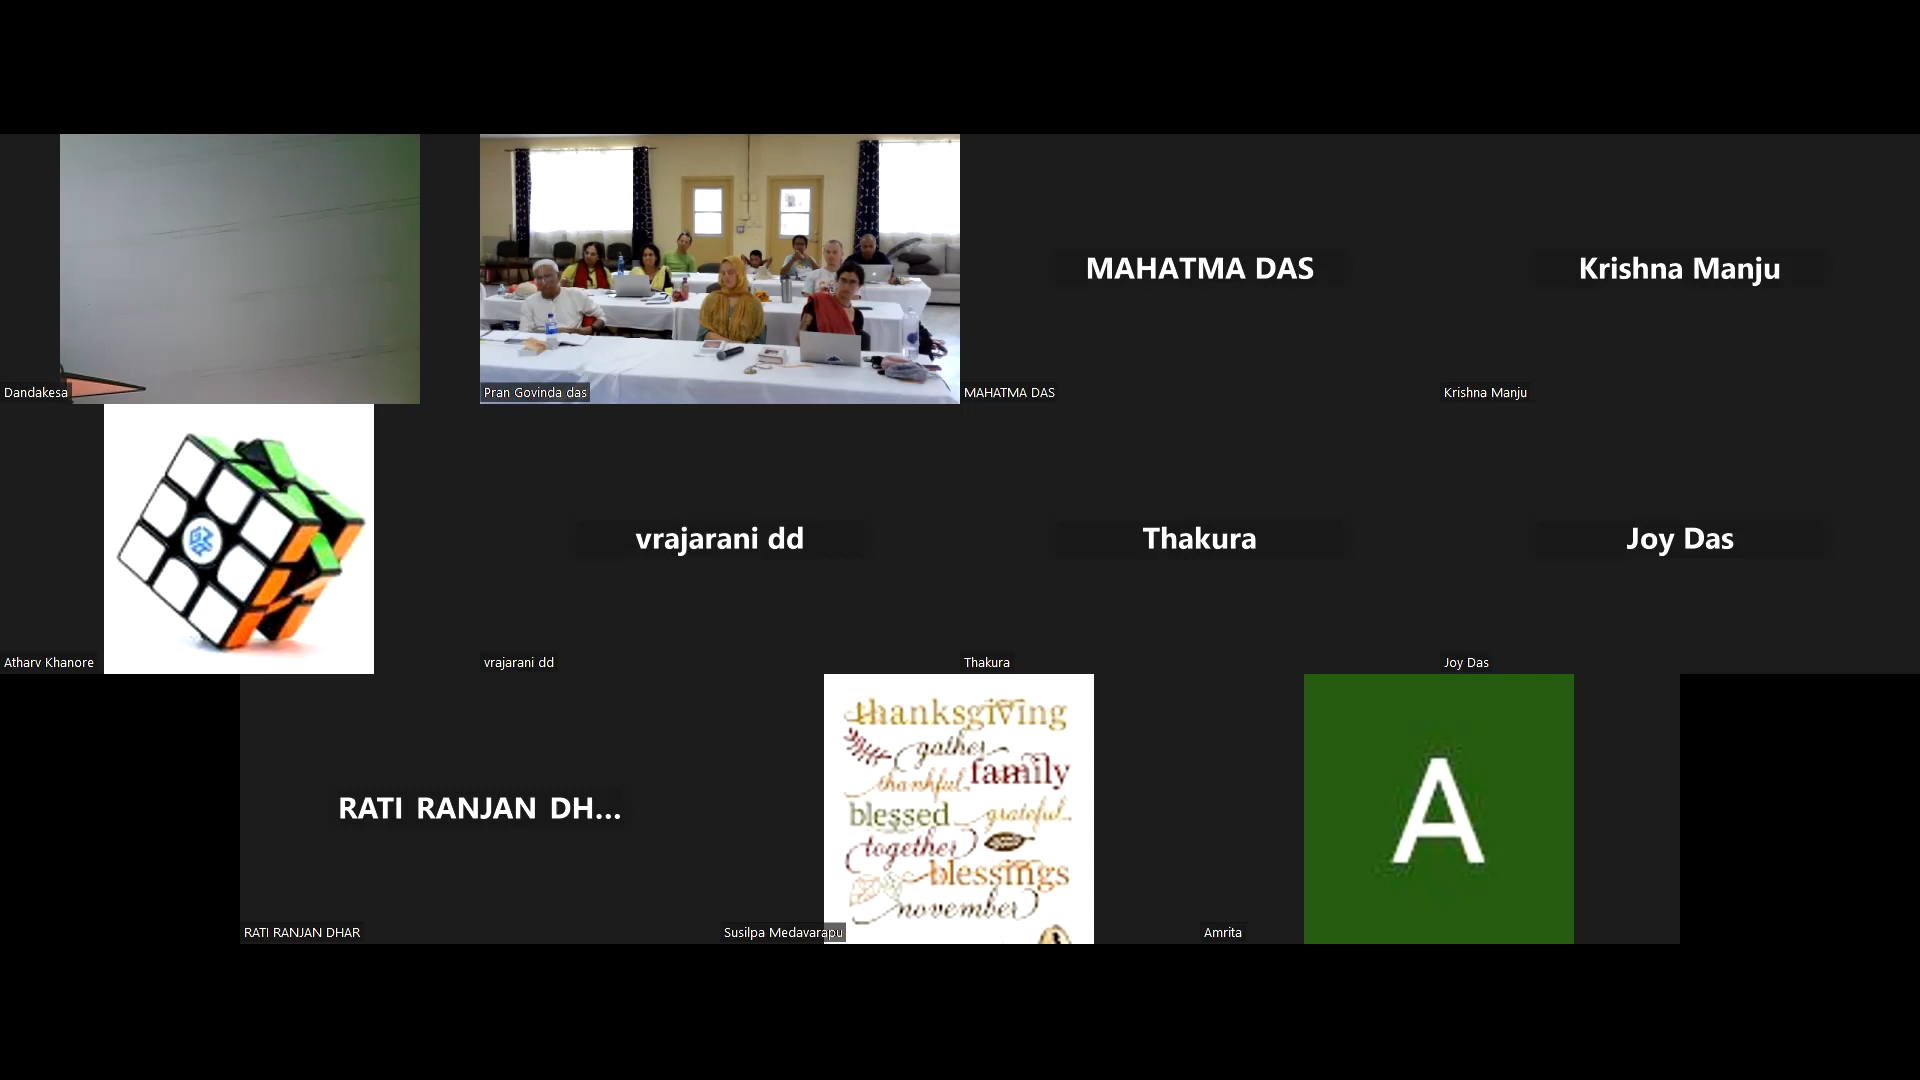 MAHATMA DAS
Krishna Manju
Dandakesa
Pran Govinda das
MAHATMA DAS
Krishna Manju
vrajarani dd
Thakura
Joy Das
Atharv Khanore
vrajarani dd
Thakura
Joy Das
RATI RANJAN DH...
thanksgiving
gather
thankful family
blessed grateful
together
blessings
november
A
RATI RANJAN DHAR
Susilpa Medavarapu
Amrita